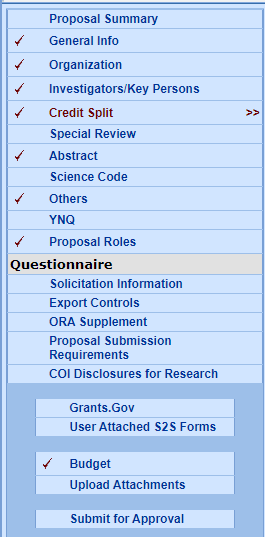 Proposal Summary
General Info
Organization
Investigators/Key Persons
Credit Split >>
Special Review
Abstract
Science Code
Others
YNQ
Proposal Roles
Questionnaire
Solicitation Information
Export Controls
ORA Supplement
Proposal Submission
Requirements
COI Disclosures for Research
Grants.Gov
User Attached S2S Forms
Budget
Upload Attachments
Submit for Approval